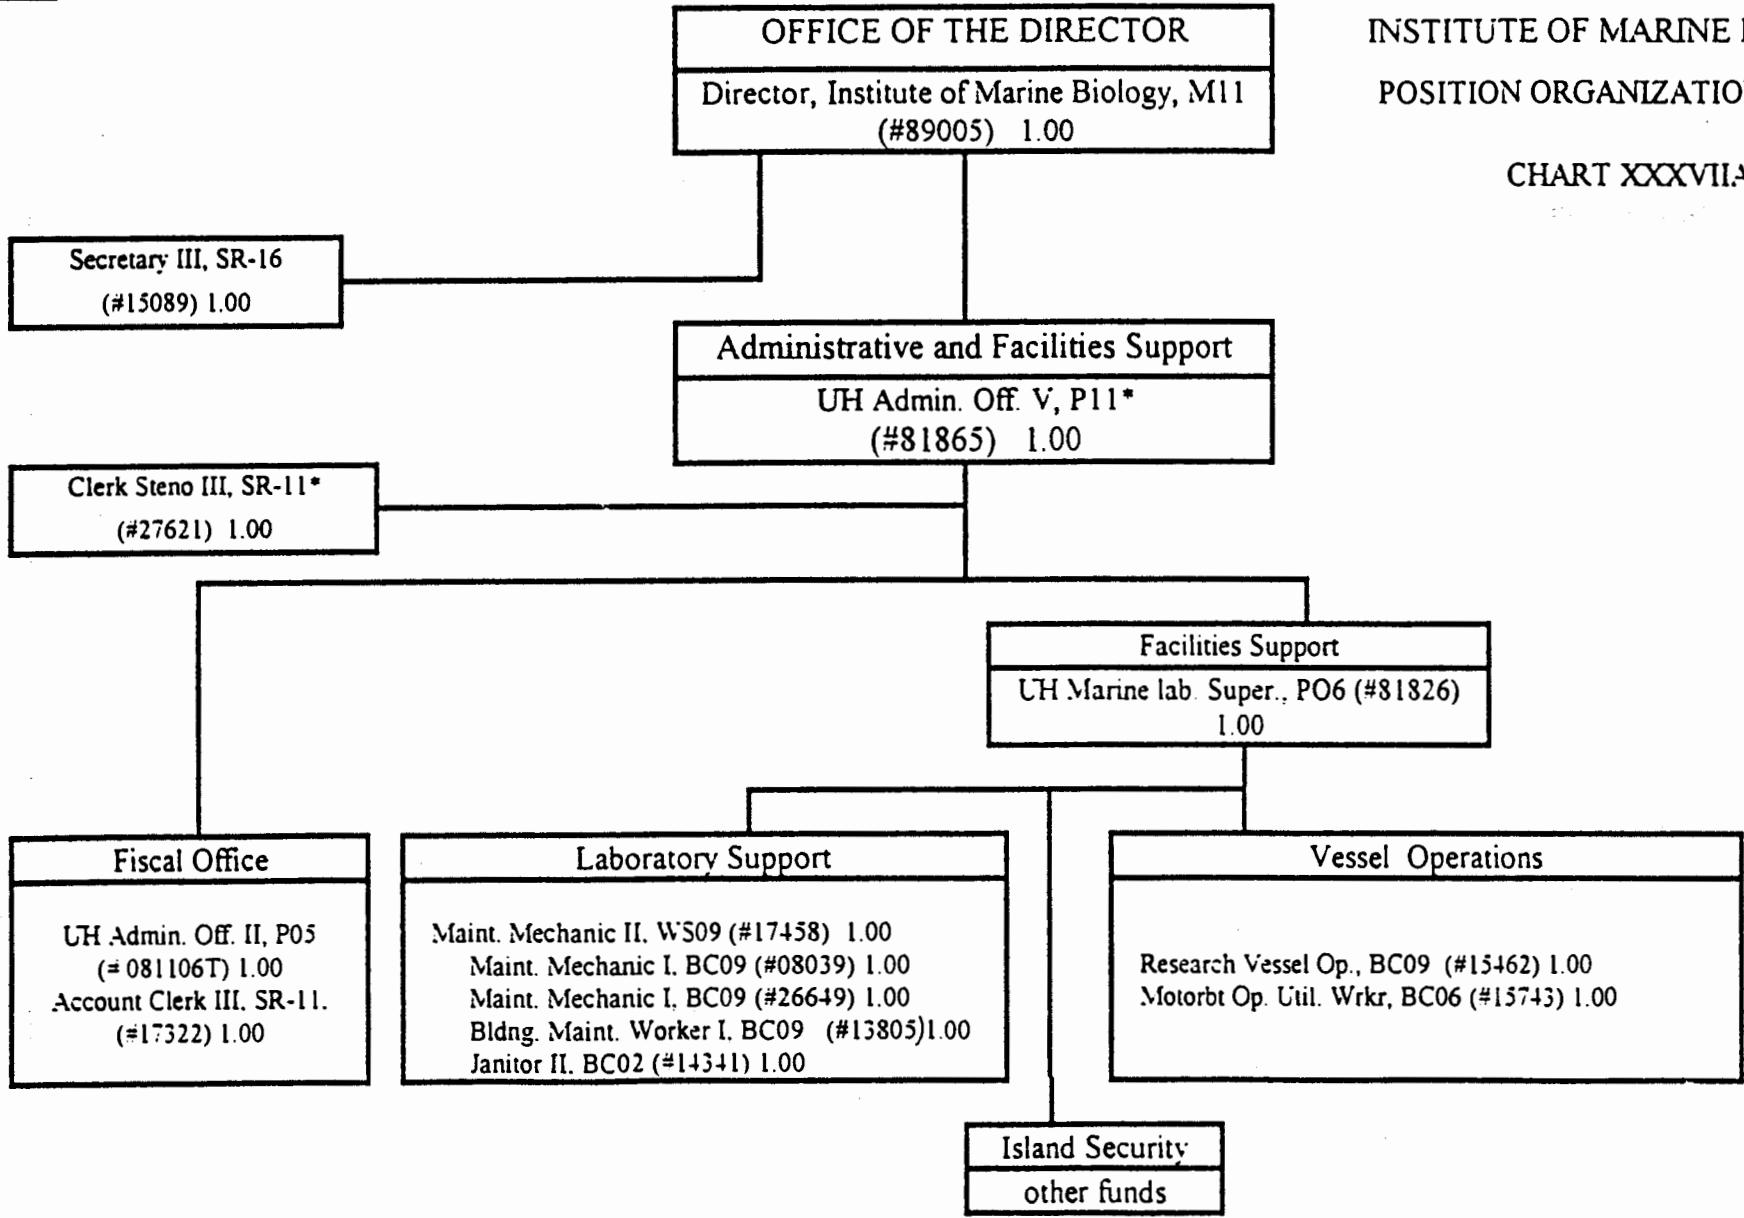 OFFICE OF THE DIRECTOR
Director, Institute of Marine Biology, M11
(#89005) 1.00
INSTITUTE OF MARINE
POSITION ORGANIZATIO
CHART XXXVIIA
Secretary III, SR-16
(#15089) 1.00
Administrative and Facilities Support
UH Admin. Off. V, P11*
(#81865) 1.00
Clerk Steno III, SR-11*
(#27621) 1.00
Facilities Support
UH Marine lab. Super., PO6 (#81826)
1.00
Fiscal Office
UH Admin. Off. II, P05
(#081106T) 1.00
Account Clerk III, SR-11.
(#17322) 1.00
Laboratory Support
Maint. Mechanic II, WS09 (#17458) 1.00
Maint. Mechanic I, BC09 (#08039) 1.00
Maint. Mechanic I, BC09 (#26649) 1.00
Bldng. Maint. Worker I, BC09 (#13805)1.00
Janitor II, BC02 (#14341) 1.00
Vessel Operations
Research Vessel Op., BC09 (#15462) 1.00
Motorbt Op. Util. Wrkr, BC06 (#15743) 1.00
Island Security
other funds